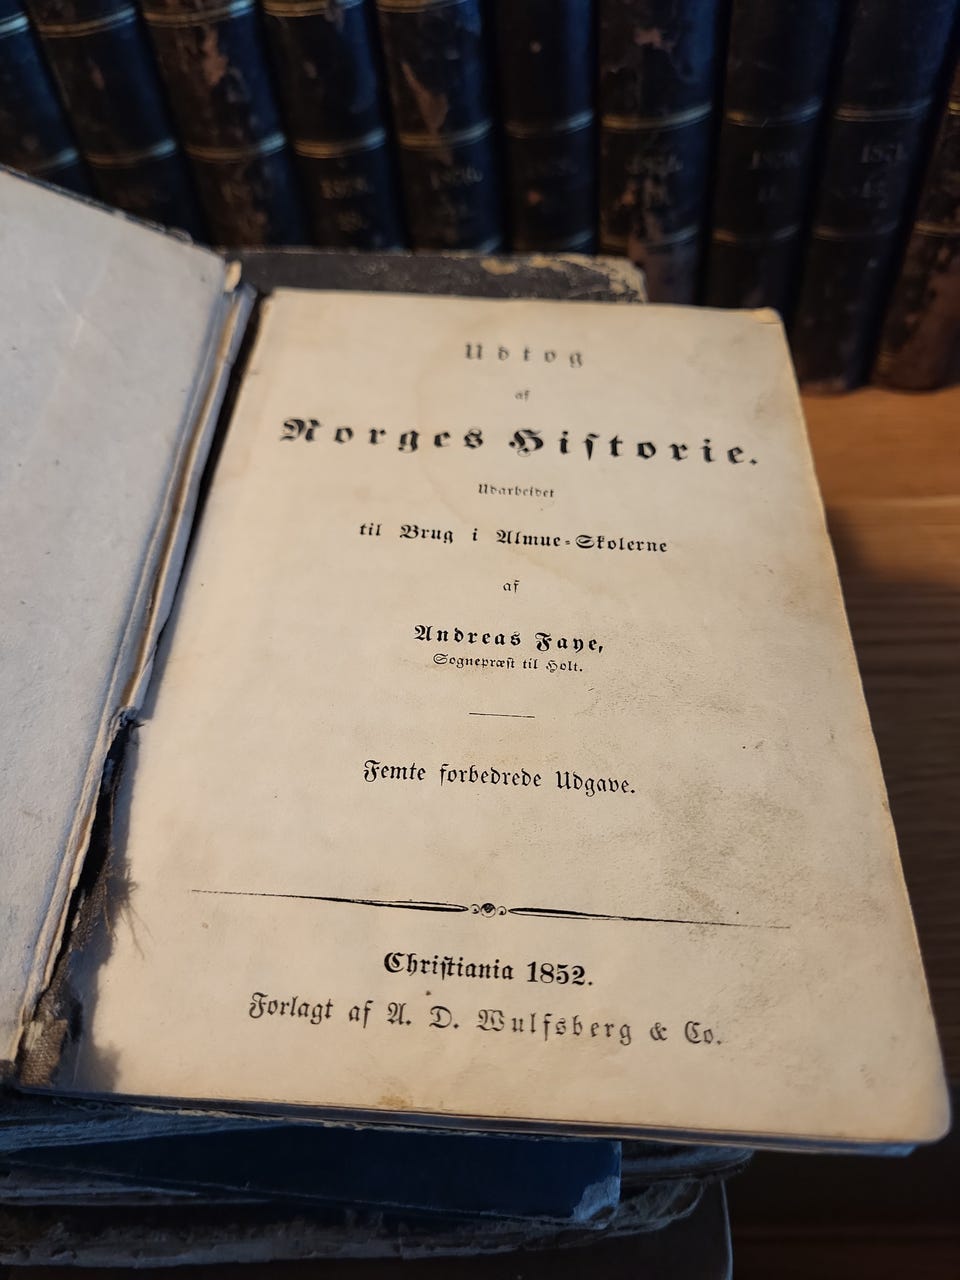 Udtog
af
Norges Historie.
Udarbeidet
til Brug i Almue-Skolerne
af
Andreas Faye,
Sognepræst til Holt.
Femte forbedrede Udgave.
Christiania 1852.
Forlagt af A. D. Wulfsberg & Co.